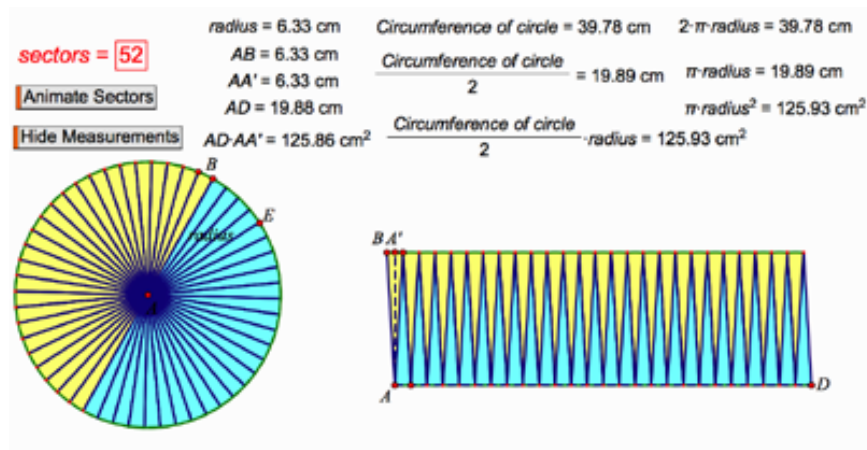 sectors = 52
Animate Sectors
Hide Measurements
radius = 6.33 cm
AB = 6.33 cm
AA' = 6.33 cm
AD = 19.88 cm
AD·AA' = 125.86 cm²
Circumference of circle = 39.78 cm
Circumference of circle
2
= 19.89 cm
Circumference of circle
2
·radius = 125.93 cm²
2·π·radius = 39.78 cm
π·radius = 19.89 cm
π·radius² = 125.93 cm²
B
E
radius
A
B A'
A
D